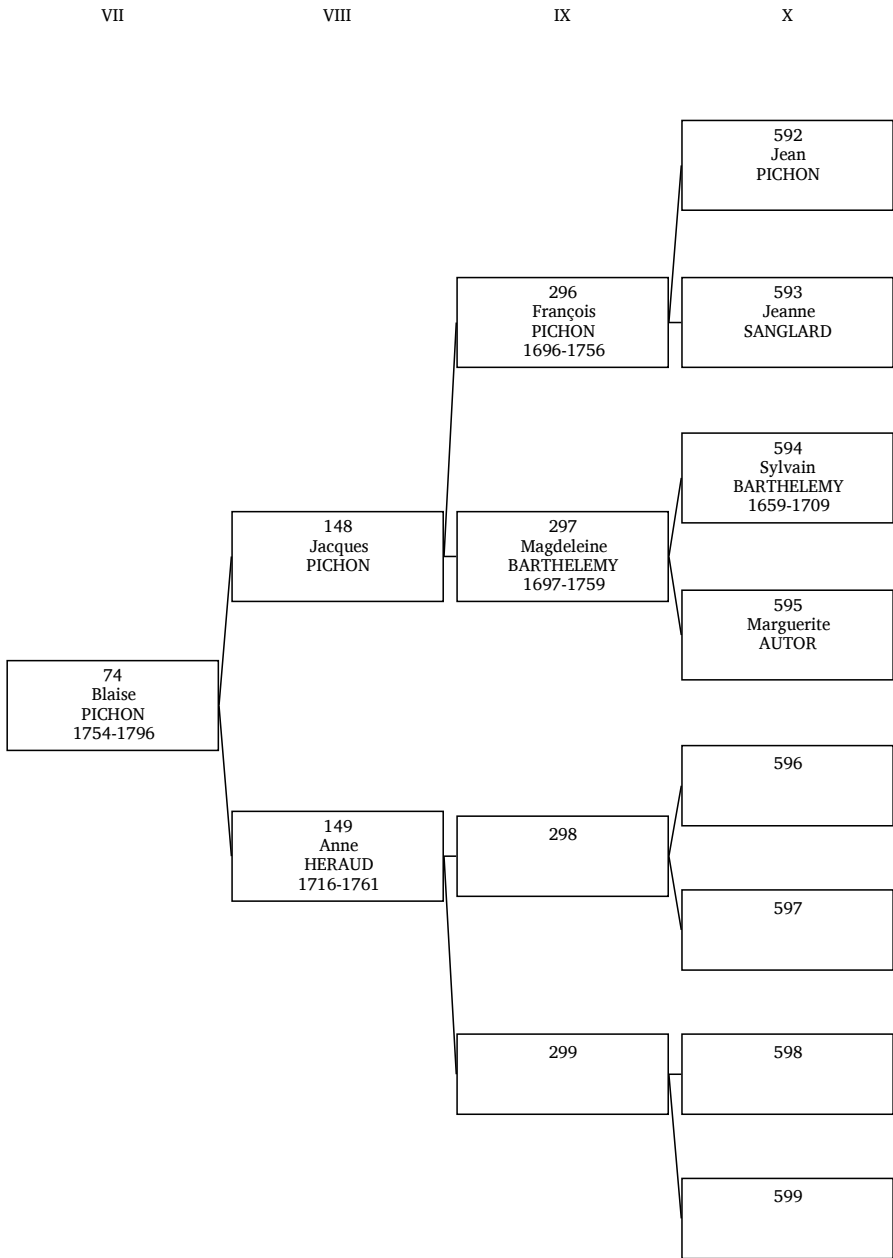 VII VIII IX X
592
Jean
PICHON
296
François
PICHON
1696-1756
593
Jeanne
SANGLARD
594
Sylvain
BARTHELEMY
1659-1709
148
Jacques
PICHON
297
Magdeleine
BARTHELEMY
1697-1759
595
Marguerite
AUTOR
74
Blaise
PICHON
1754-1796
596
149
Anne
HERAUD
1716-1761
298
597
299
598
599